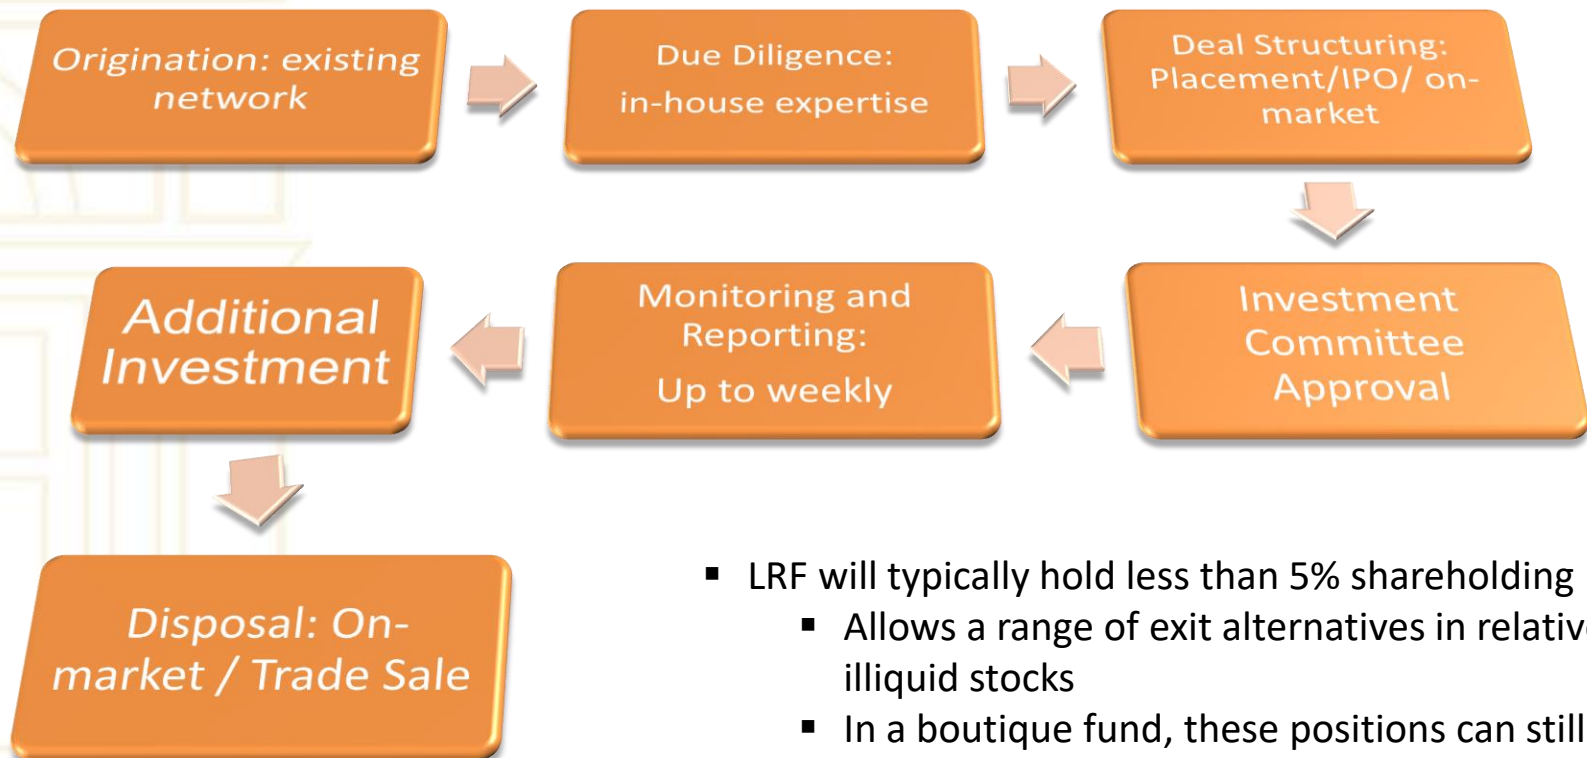 Origination: existing
network
Due Diligence:
in-house expertise
Deal Structuring:
Placement/IPO/ on-
market
Investment
Committee
Approval
Monitoring and
Reporting:
Up to weekly
Additional
Investment
Disposal: On-
market / Trade Sale
▪ LRF will typically hold less than 5% shareholding
▪ Allows a range of exit alternatives in relative
illiquid stocks
▪ In a boutique fund, these positions can still